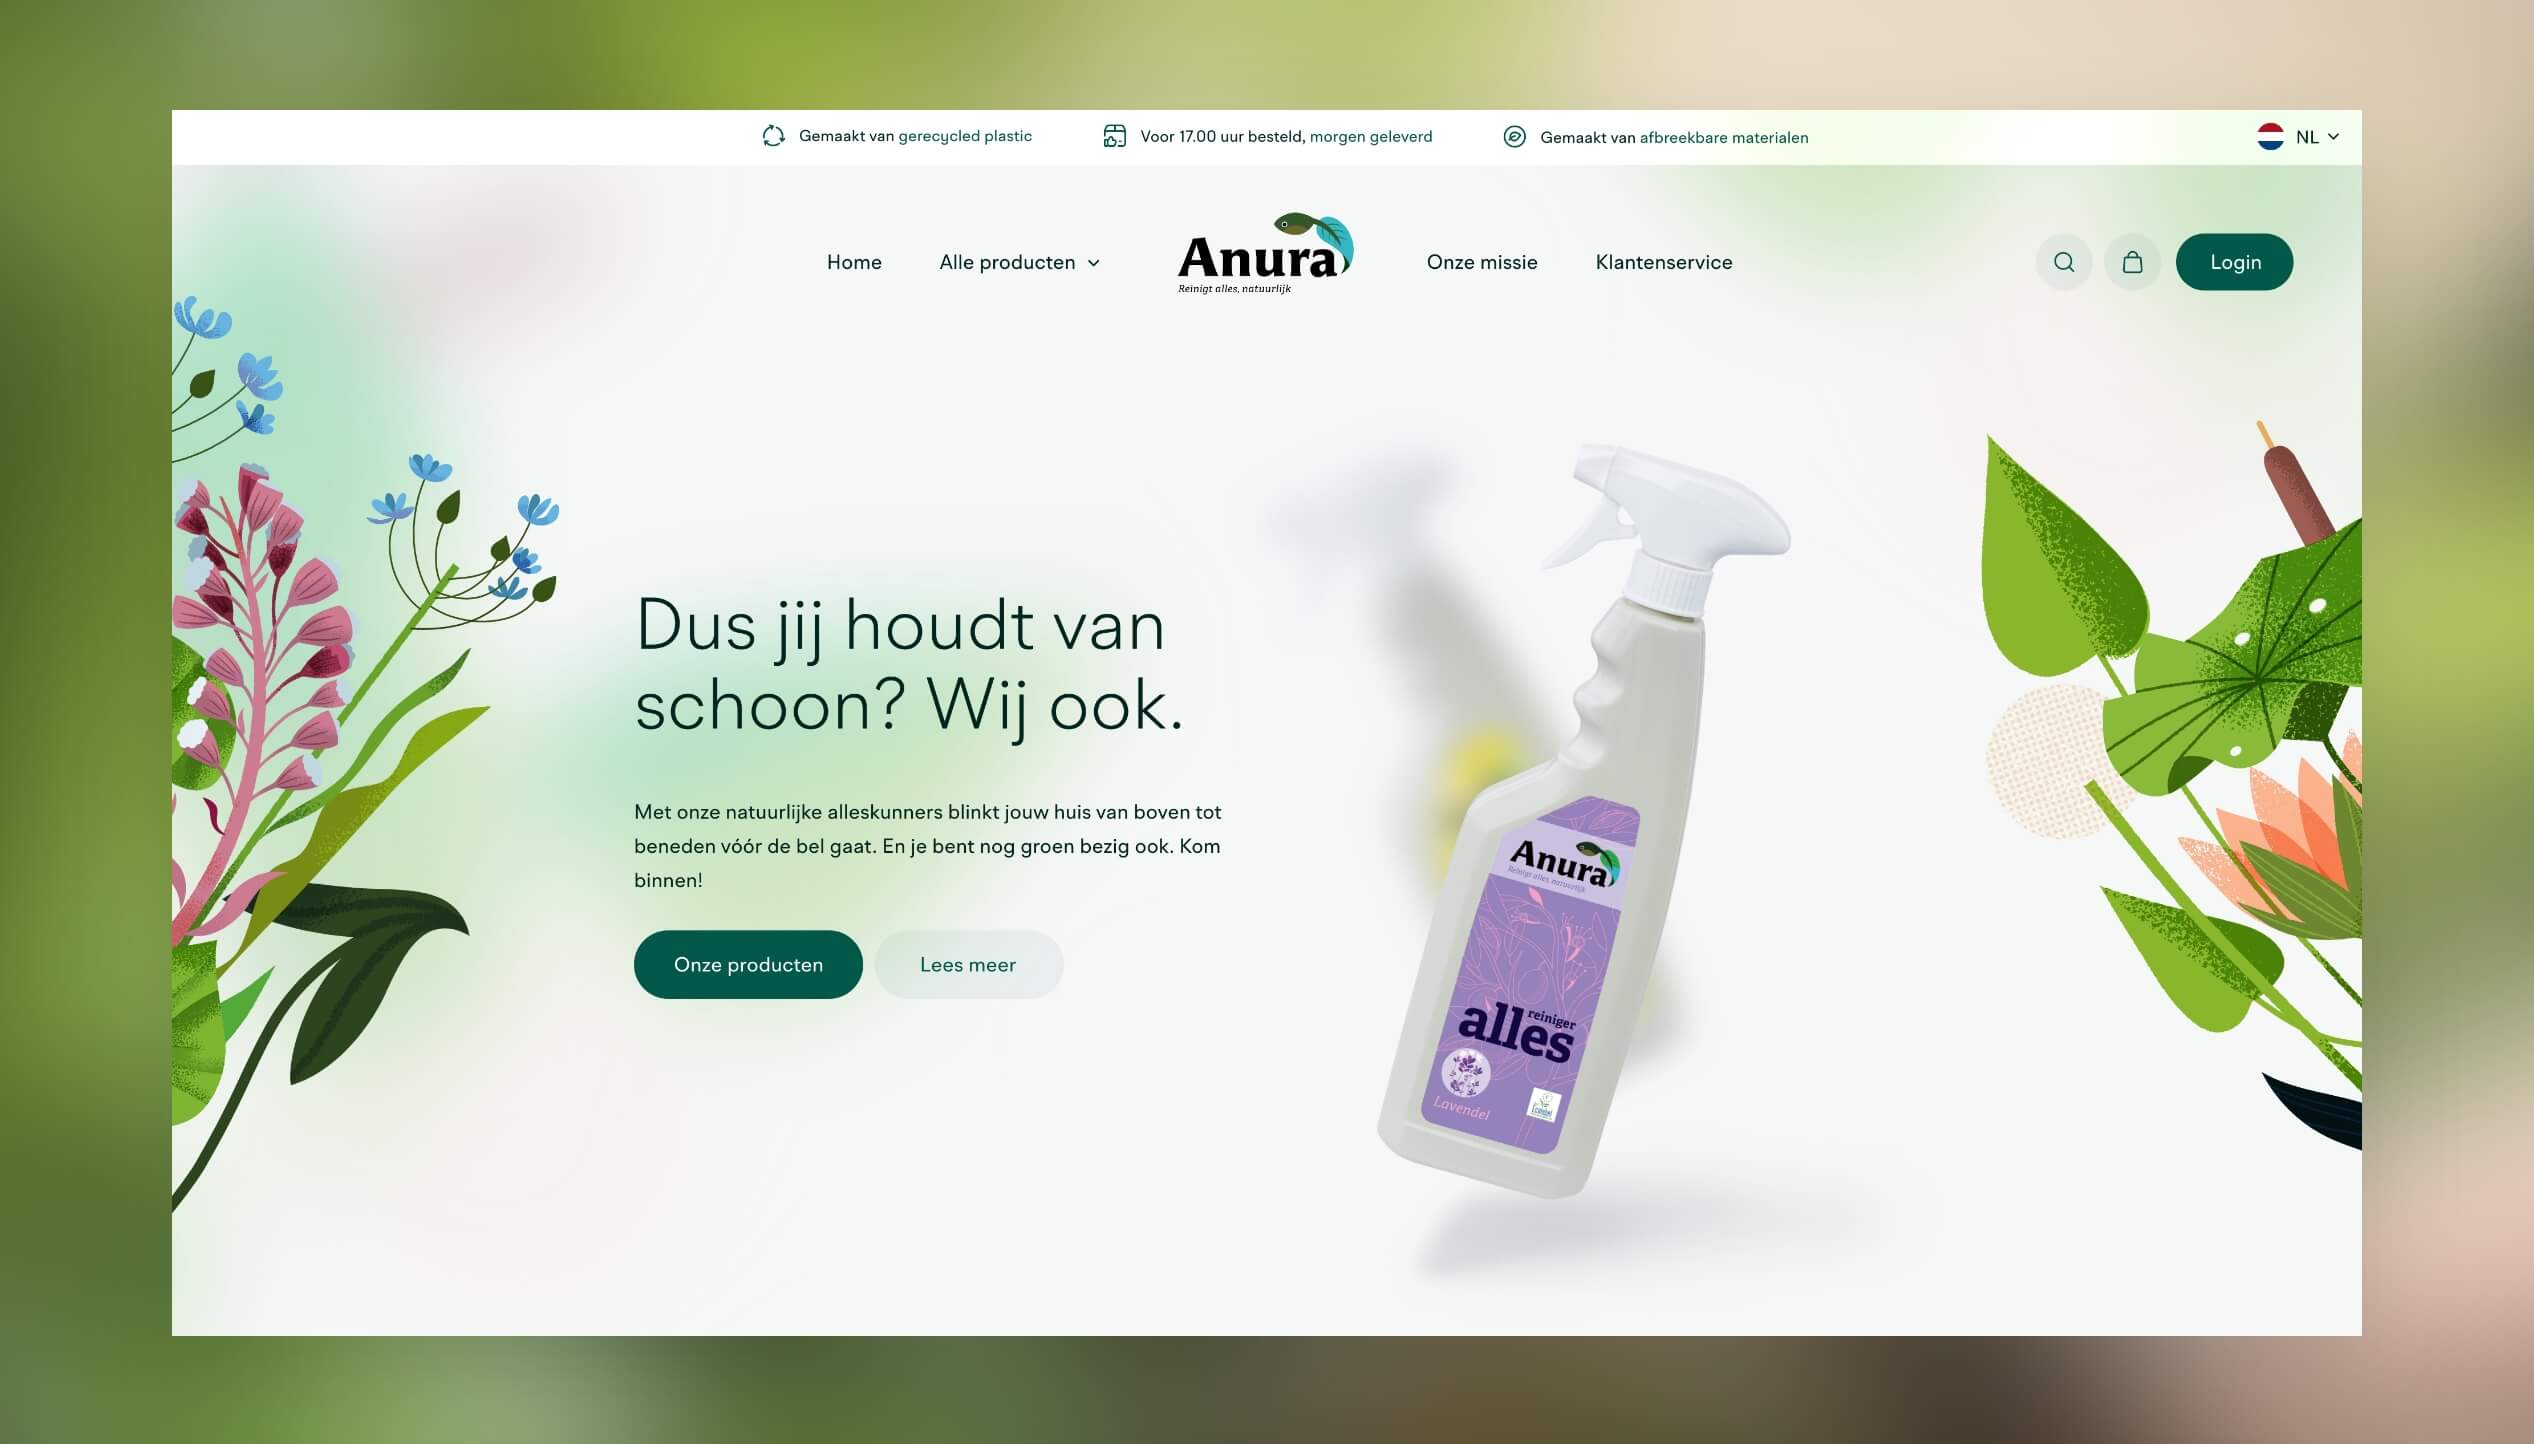 Gemaakt van gerecycled plastic
Voor 17.00 uur besteld, morgen geleverd
Gemaakt van afbreekbare materialen
NL
Home
Alle producten
Anura
Reinigt alles, natuurlijk
Onze missie
Klantenservice
Login
Dus jij houdt van
schoon? Wij ook.
Met onze natuurlijke alleskunners blinkt jouw huis van boven tot
beneden vóór de bel gaat. En je bent nog groen bezig ook. Kom
binnen!
Onze producten
Lees meer
Anura
Reinigt alles, natuurlijk
reiniger
alles
Lavendel
Ecolabel